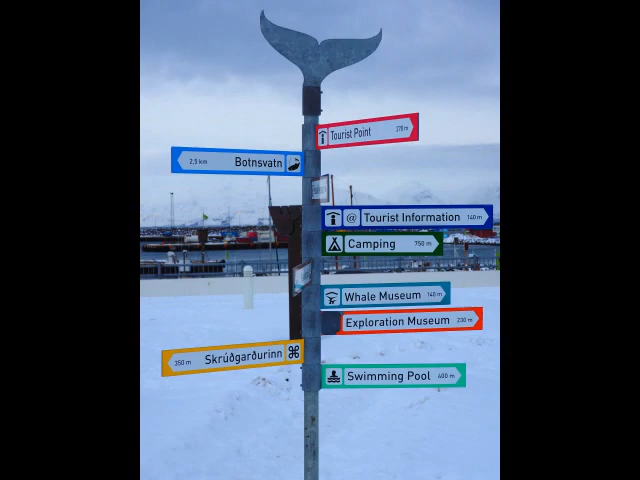 Tourist Point 370 m
2,5 km Botnsvatn
@ Tourist Information 140 m
Camping 750 m
Whale Museum 140 m
Exploration Museum 230 m
350 m Skrúðgarðurinn
Swimming Pool 400 m